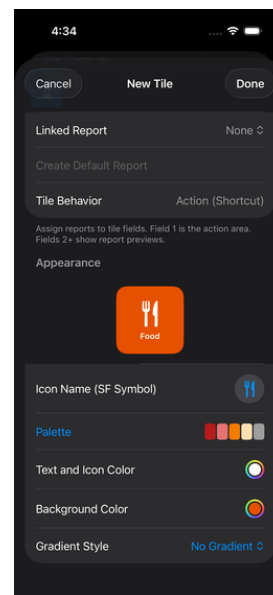 4:34
Cancel
New Tile
Done
Linked Report
None
Create Default Report
Tile Behavior
Action (Shortcut)
Assign reports to tile fields. Field 1 is the action area.
Fields 2+ show report previews.
Appearance
Food
Icon Name (SF Symbol)
Palette
Text and Icon Color
Background Color
Gradient Style
No Gradient